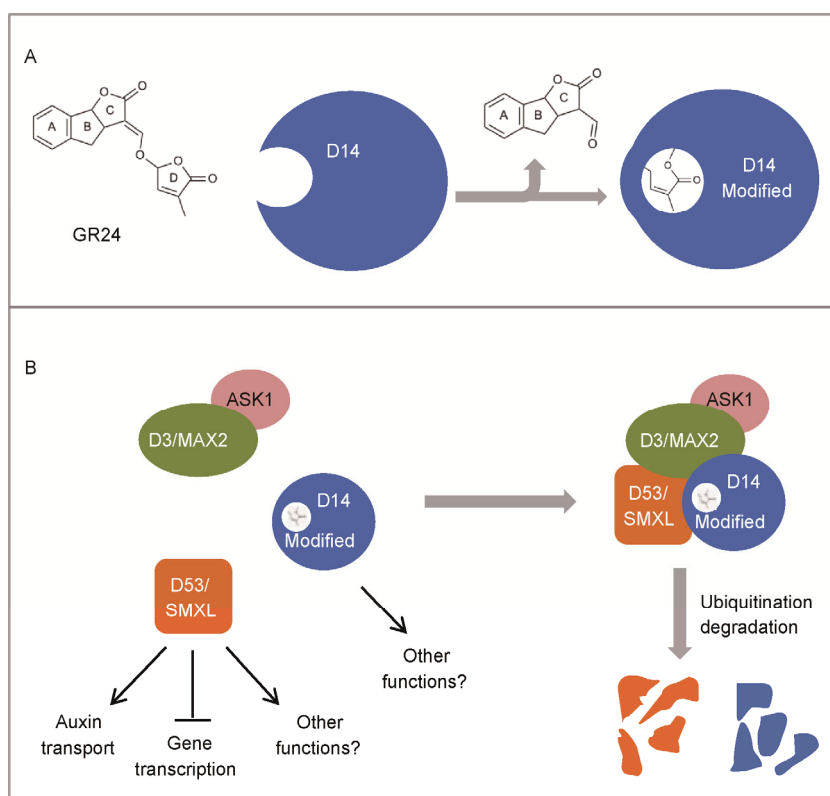 A
O
O
C
A
B
O
O
D
O
GR24
D14
O
O
C
A
B
O
O
O
D14
Modified
B
ASK1
D3/MAX2
D14
Modified
D53/
SMXL
Other
functions?
Auxin
transport
Gene
transcription
Other
functions?
ASK1
D3/MAX2
D53/
SMXL
D14
Modified
Ubiquitination
degradation